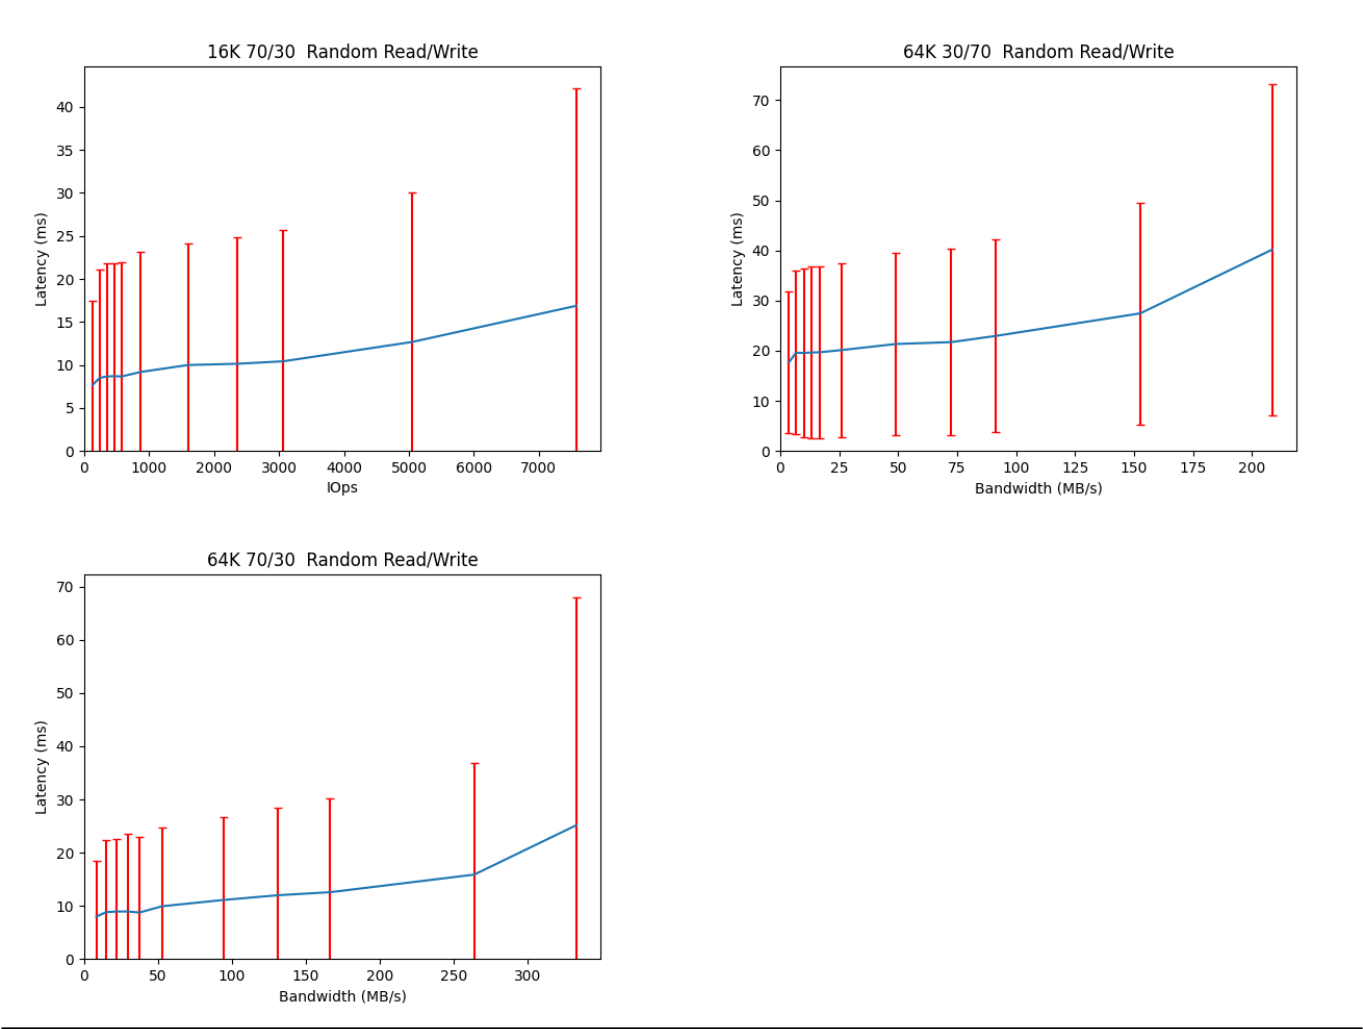 16K 70/30 Random Read/Write
40
35
30
25
20
15
10
5
0
Latency (ms)
0 1000 2000 3000 4000 5000 6000 7000
IOps
64K 30/70 Random Read/Write
70
60
50
40
30
20
10
0
Latency (ms)
0 25 50 75 100 125 150 175 200
Bandwidth (MB/s)
64K 70/30 Random Read/Write
70
60
50
40
30
20
10
0
Latency (ms)
0 50 100 150 200 250 300
Bandwidth (MB/s)